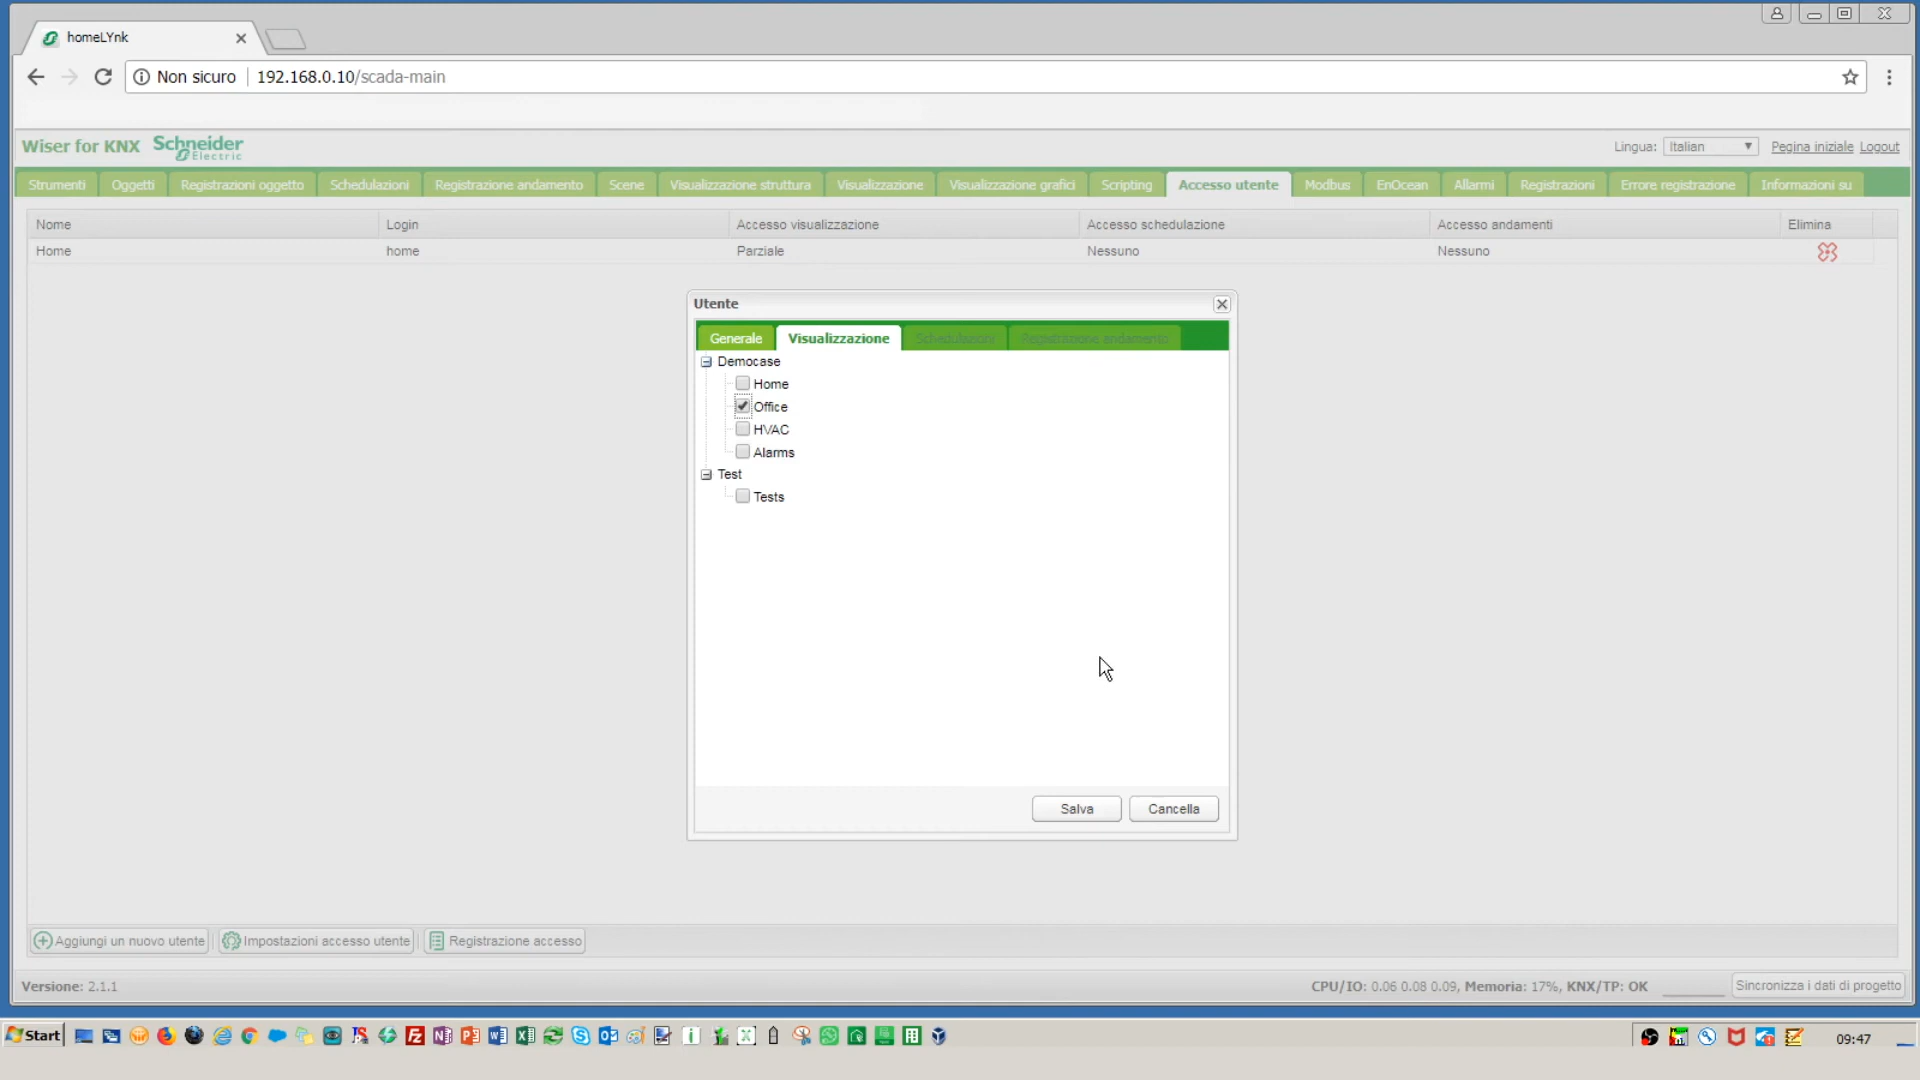 homeLYnk
Non sicuro 192.168.0.10/scada-main
Wiser for KNX Schneider Electric Lingua: Italian Pagina iniziale Logout
Strumenti Oggetti Registrazioni oggetto Schedulazioni Registrazione andamento Scene Visualizzazione struttura Visualizzazione Visualizzazione grafici Scripting Accesso utente Modbus EnOcean Allarmi Registrazioni Errore registrazione Informazioni su
Nome Login Accesso visualizzazione Accesso schedulazione Accesso andamenti Elimina
Home home Parziale Nessuno Nessuno
Utente
Generale Visualizzazione Schedulazioni Registrazione andamento
Democase
Home
Office
HVAC
Alarms
Test
Tests
Salva Cancella
Aggiungi un nuovo utente Impostazioni accesso utente Registrazione accesso
Versione: 2.1.1 CPU/IO: 0.06 0.08 0.09, Memoria: 17%, KNX/TP: OK Sincronizza i dati di progetto
Start 09:47